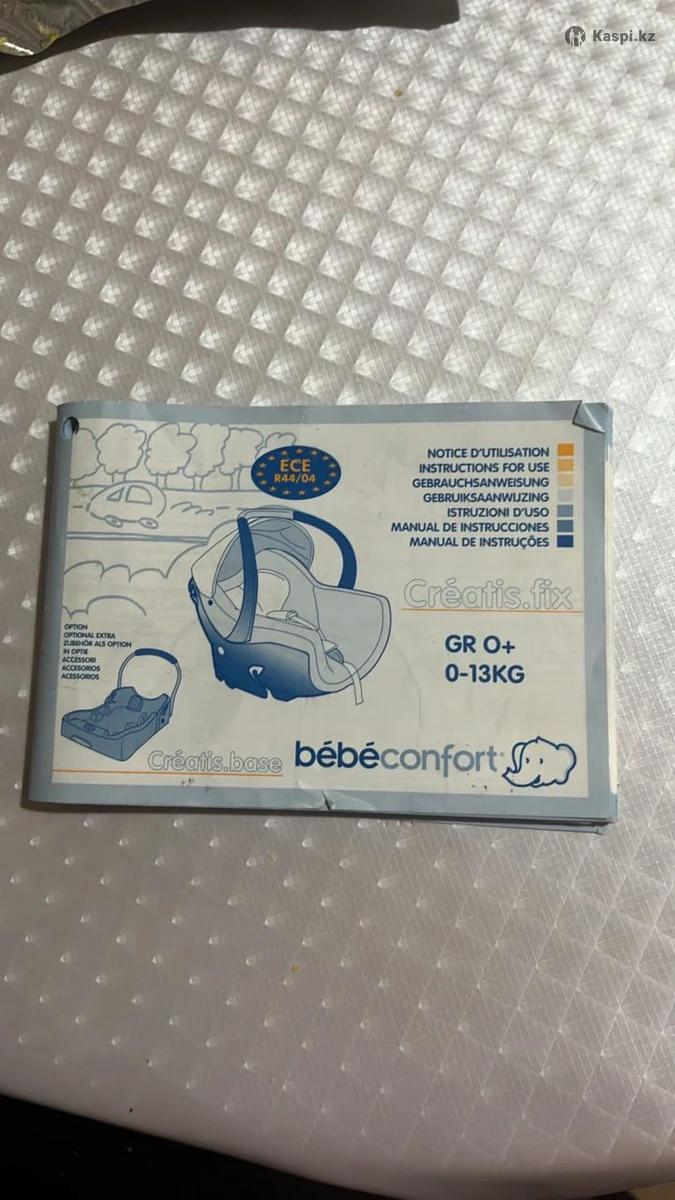 Kaspi.kz
ECE
R44/04
NOTICE D'UTILISATION
INSTRUCTIONS FOR USE
GEBRAUCHSANWEISUNG
GEBRUIKSAANWIJZING
ISTRUZIONI D'USO
MANUAL DE INSTRUCCIONES
MANUAL DE INSTRUÇÕES
Créatis.fix
GR O+
0-13KG
OPTION
OPTIONAL EXTRA
ZUBEHÖR ALS OPTION
IN OPTIE
ACCESSORI
ACCESORIOS
ACESSORIOS
Créatis.base
bébéconfort